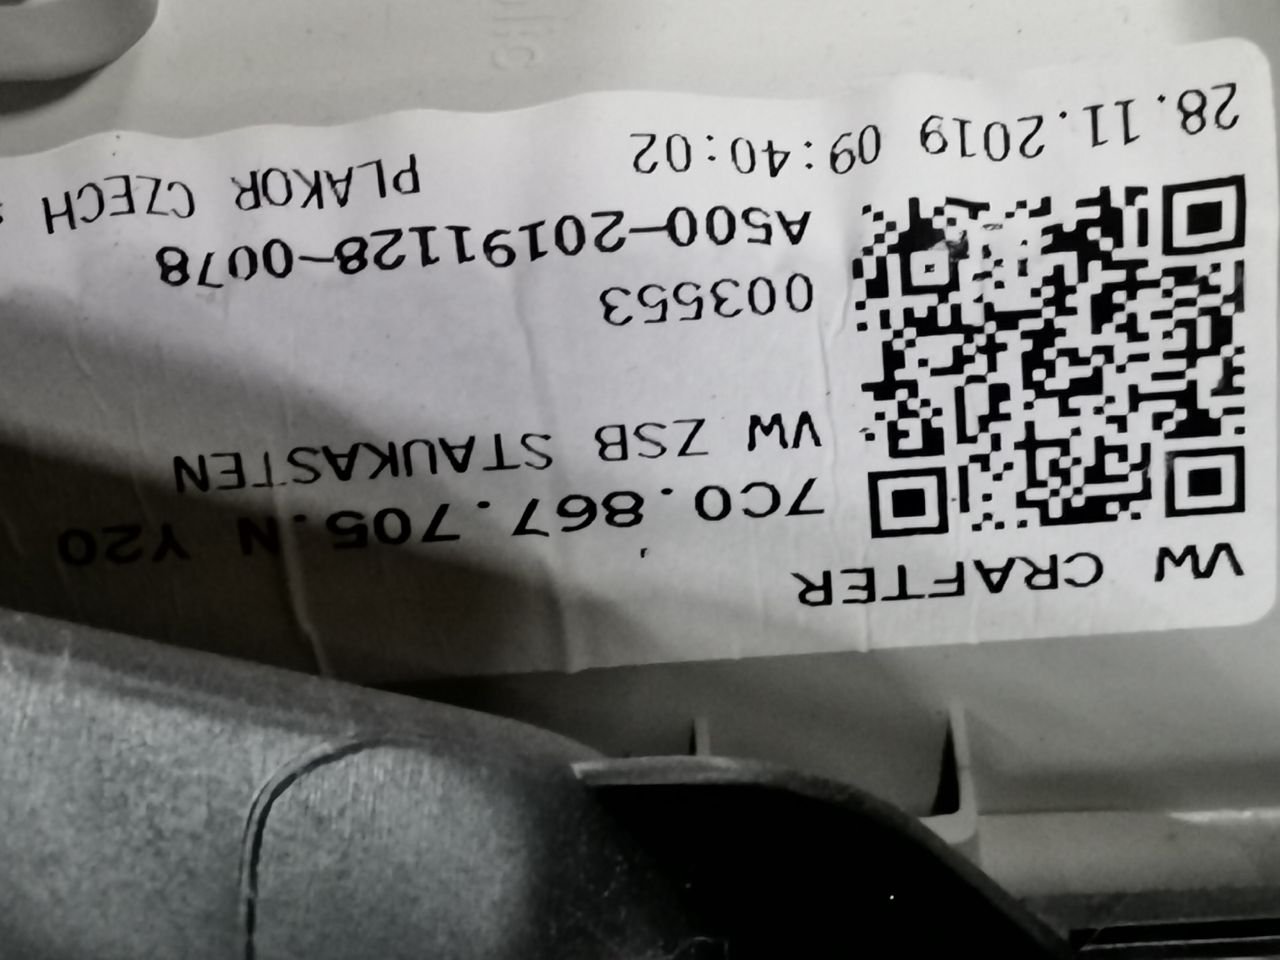 VW CRAFTER
7C0.867.705.N Y20
VW ZSB STAUKASTEN
003553
A500-20191128-0078
PLAKOR CZECH
28.11.2019 09:40:02